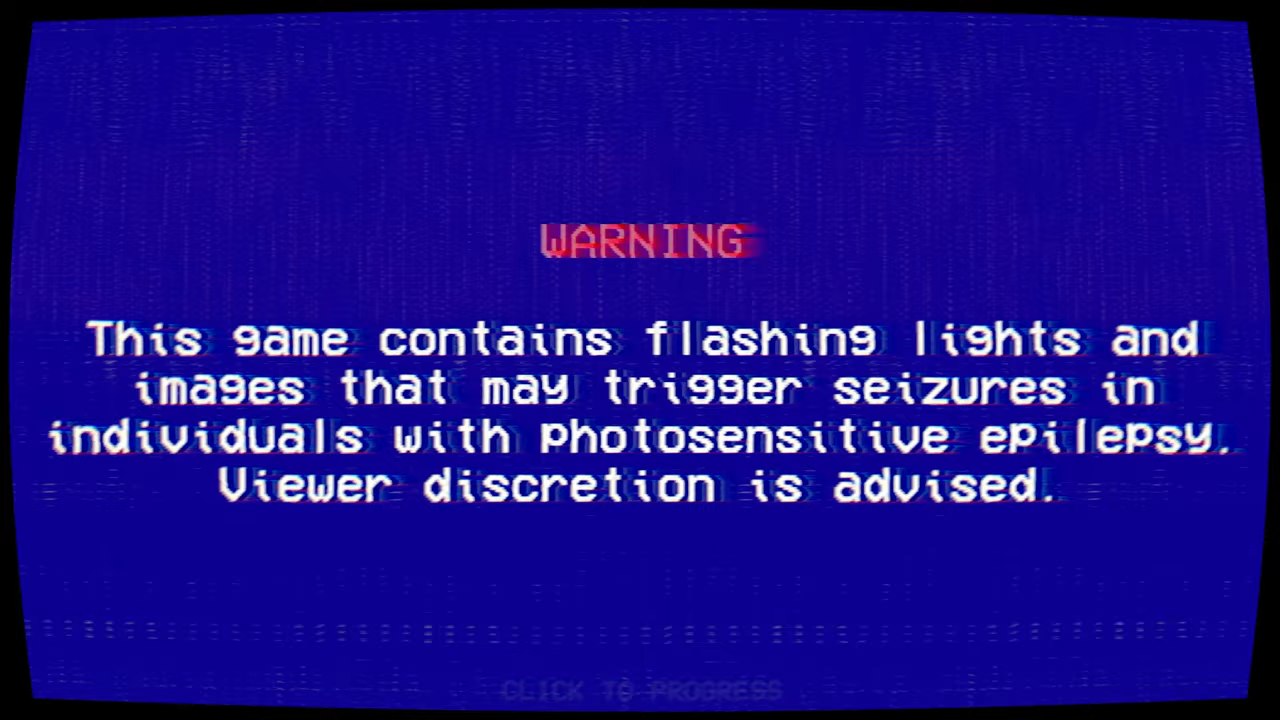 WARNING
This game contains flashing lights and
images that may trigger seizures in
individuals with photosensitive epilepsy.
Viewer discretion is advised.
CLICK TO PROGRESS